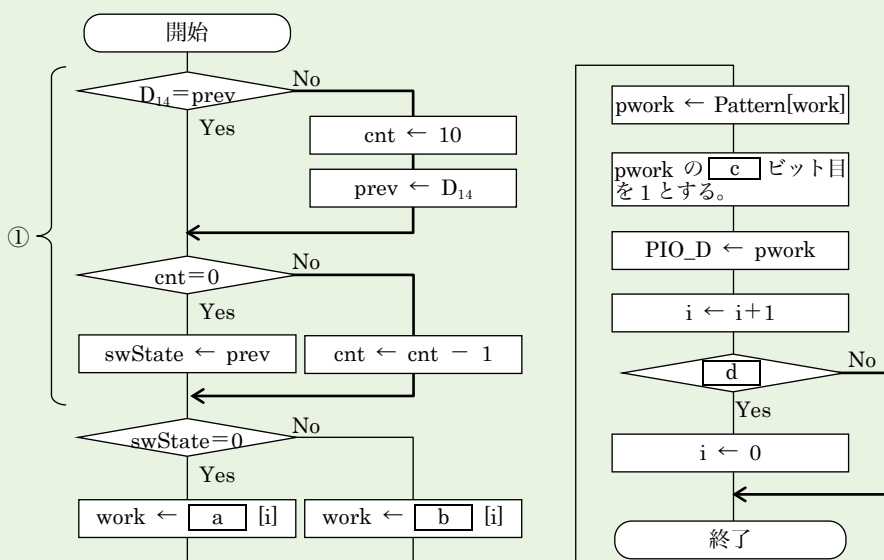 開始
D₁₄=prev
No
Yes
cnt ← 10
prev ← D₁₄
①
cnt=0
No
Yes
swState ← prev
cnt ← cnt － 1
swState=0
No
Yes
work ← a [i]
work ← b [i]
pwork ← Pattern[work]
pwork の c ビット目
を 1 とする。
PIO_D ← pwork
i ← i+1
d
No
Yes
i ← 0
終了